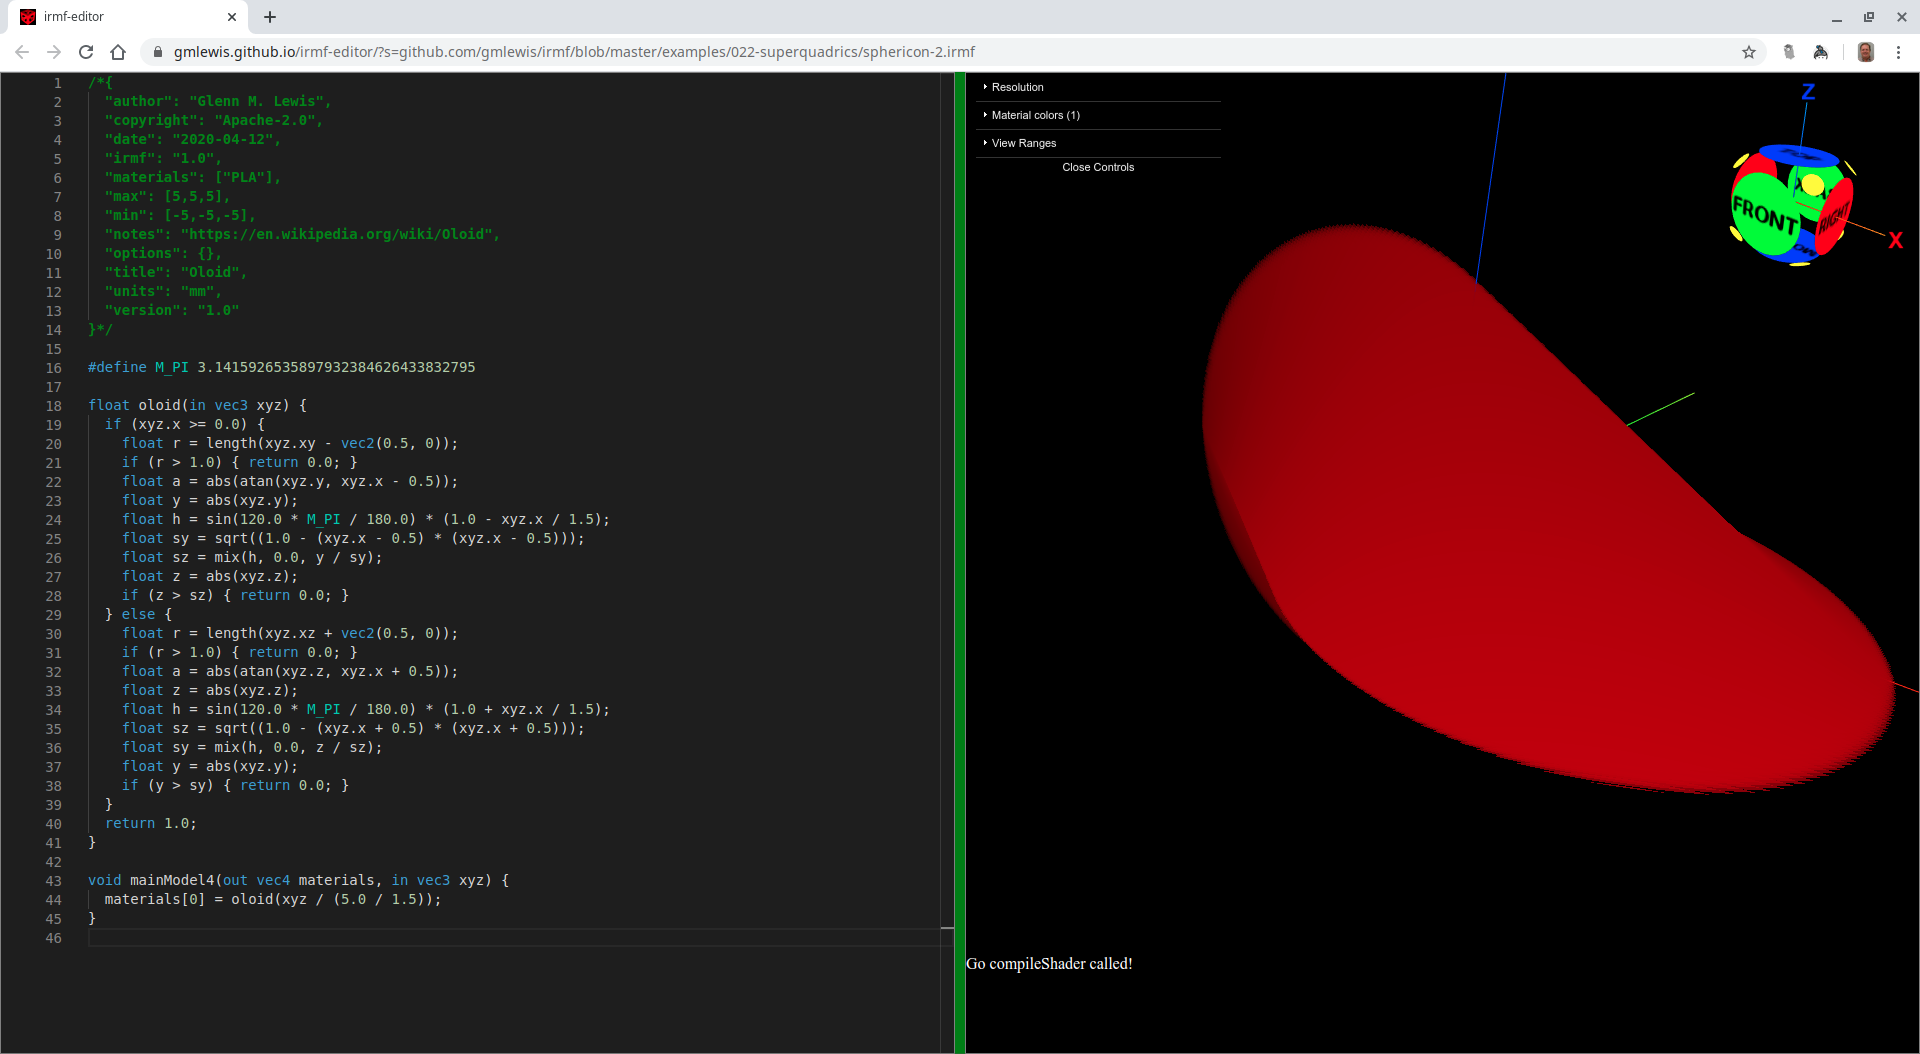 irmf-editor
gmlewis.github.io/irmf-editor/?s=github.com/gmlewis/irmf/blob/master/examples/022-superquadrics/sphericon-2.irmf
1 /*{
2 "author": "Glenn M. Lewis",
3 "copyright": "Apache-2.0",
4 "date": "2020-04-12",
5 "irmf": "1.0",
6 "materials": ["PLA"],
7 "max": [5,5,5],
8 "min": [-5,-5,-5],
9 "notes": "https://en.wikipedia.org/wiki/Oloid",
10 "options": {},
11 "title": "Oloid",
12 "units": "mm",
13 "version": "1.0"
14 }*/
15
16 #define M_PI 3.1415926535897932384626433832795
17
18 float oloid(in vec3 xyz) {
19 if (xyz.x >= 0.0) {
20 float r = length(xyz.xy - vec2(0.5, 0));
21 if (r > 1.0) { return 0.0; }
22 float a = abs(atan(xyz.y, xyz.x - 0.5));
23 float y = abs(xyz.y);
24 float h = sin(120.0 * M_PI / 180.0) * (1.0 - xyz.x / 1.5);
25 float sy = sqrt((1.0 - (xyz.x - 0.5) * (xyz.x - 0.5)));
26 float sz = mix(h, 0.0, y / sy);
27 float z = abs(xyz.z);
28 if (z > sz) { return 0.0; }
29 } else {
30 float r = length(xyz.xz + vec2(0.5, 0));
31 if (r > 1.0) { return 0.0; }
32 float a = abs(atan(xyz.z, xyz.x + 0.5));
33 float z = abs(xyz.z);
34 float h = sin(120.0 * M_PI / 180.0) * (1.0 + xyz.x / 1.5);
35 float sz = sqrt((1.0 - (xyz.x + 0.5) * (xyz.x + 0.5)));
36 float sy = mix(h, 0.0, z / sz);
37 float y = abs(xyz.y);
38 if (y > sy) { return 0.0; }
39 }
40 return 1.0;
41 }
42
43 void mainModel4(out vec4 materials, in vec3 xyz) {
44 materials[0] = oloid(xyz / (5.0 / 1.5));
45 }
46
Resolution
Material colors (1)
View Ranges
Close Controls
Z
TOP
FRONT
RIGHT
X
Go compileShader called!